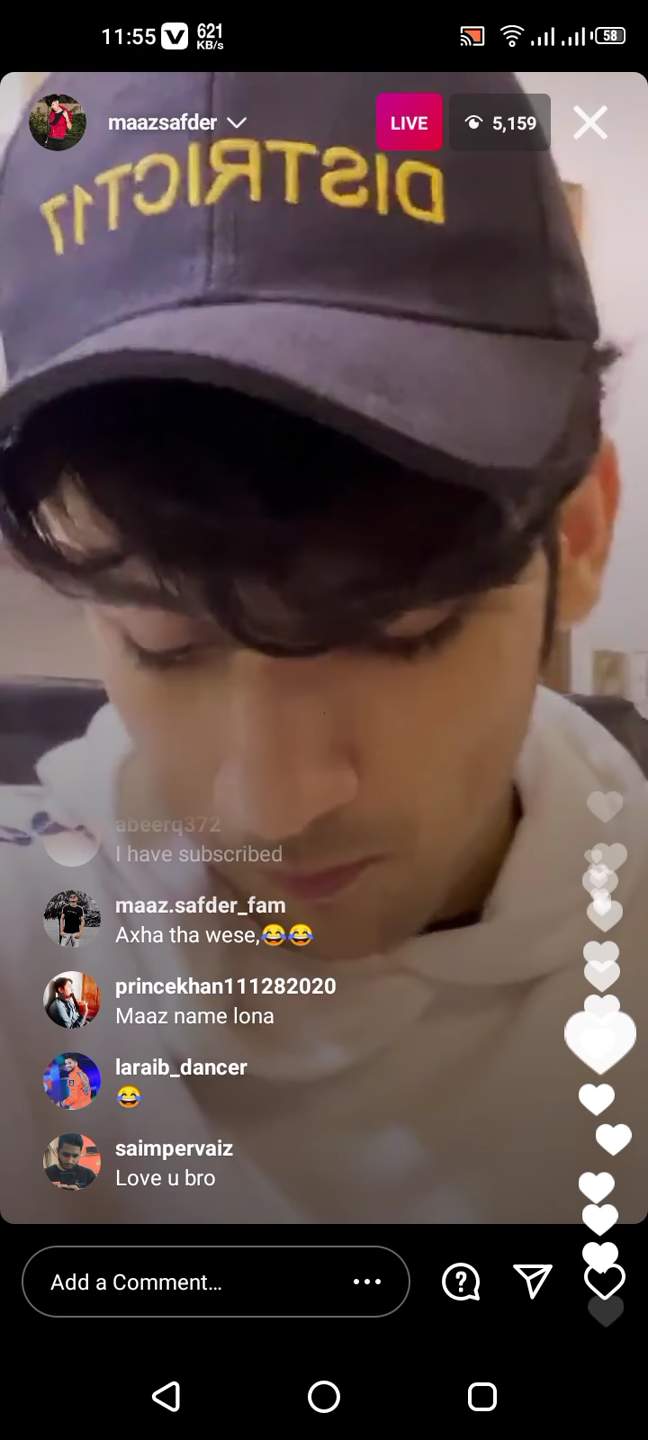 11:55 V 621 KB/s 58
maazsafder LIVE 5,159
DISTRICT17
abeerq372
I have subscribed
maaz.safder_fam
Axha tha wese,😂😂
princekhan111282020
Maaz name lona
laraib_dancer
😂
saimpervaiz
Love u bro
Add a Comment...